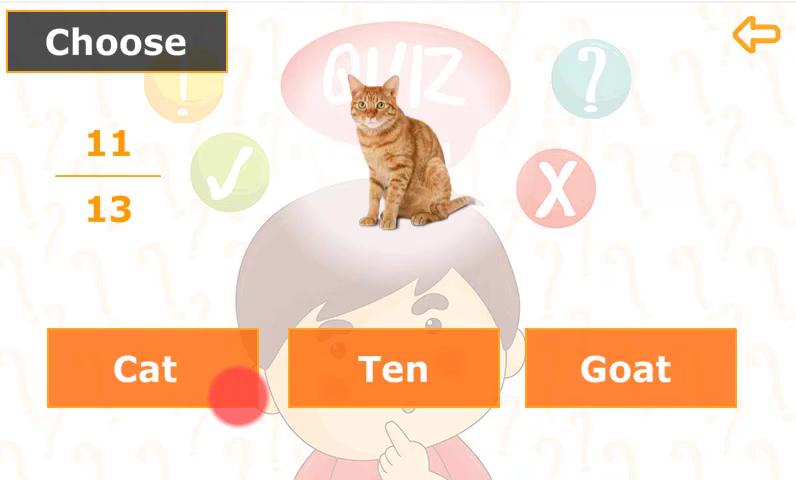 Choose
QUIZ
!
?
11
13
X
Cat
Ten
Goat